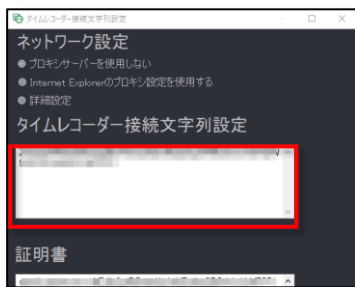 タイムレコーダー接続文字列設定
ネットワーク設定
プロキシサーバーを使用しない
Internet Explorerのプロキシ設定を使用する
詳細設定
タイムレコーダー接続文字列設定
証明書